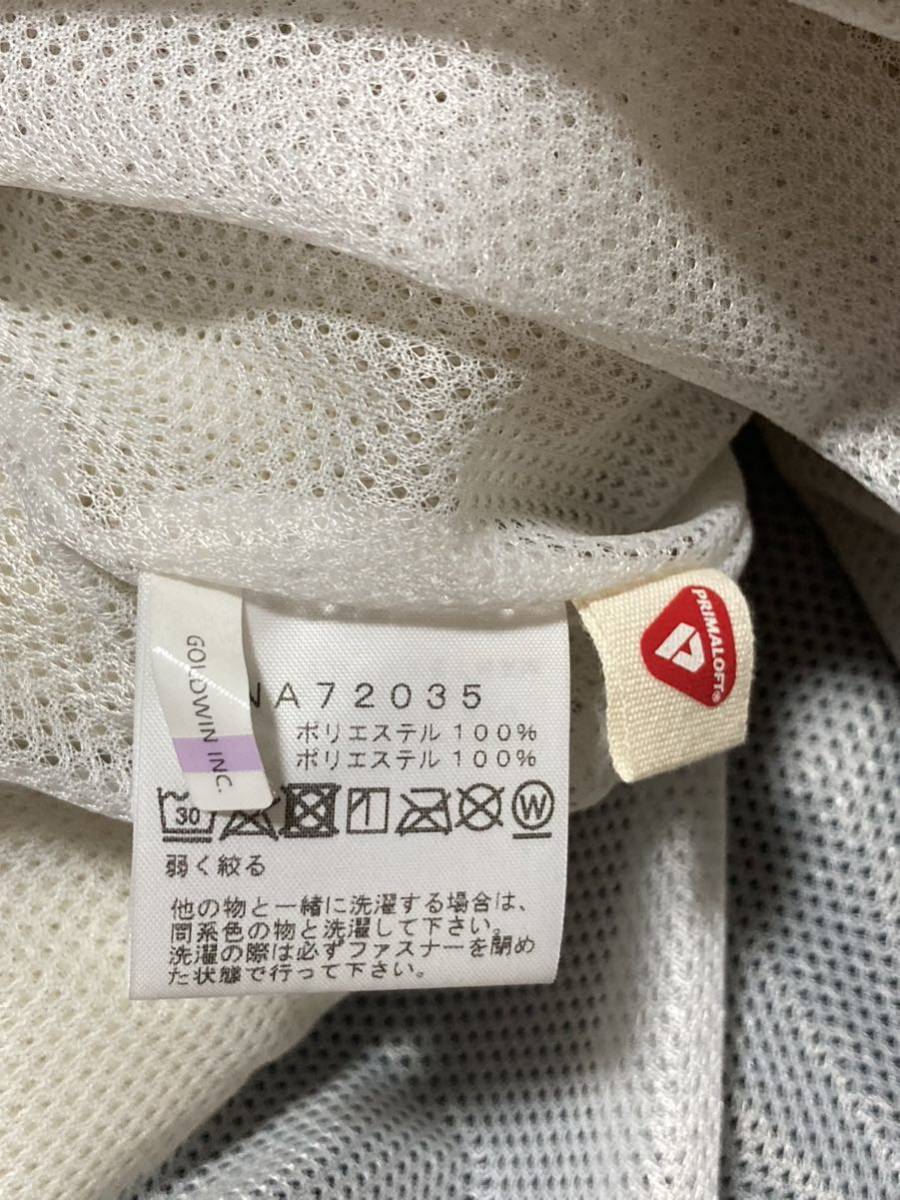 GOLDWIN INC.
NA72035
ポリエステル 100%
ポリエステル 100%
30
W
弱く絞る
他の物と一緒に洗濯する場合は、
同系色の物と洗濯して下さい。
洗濯の際は必ずファスナーを閉め
た状態で行って下さい。
PRIMALOFT®